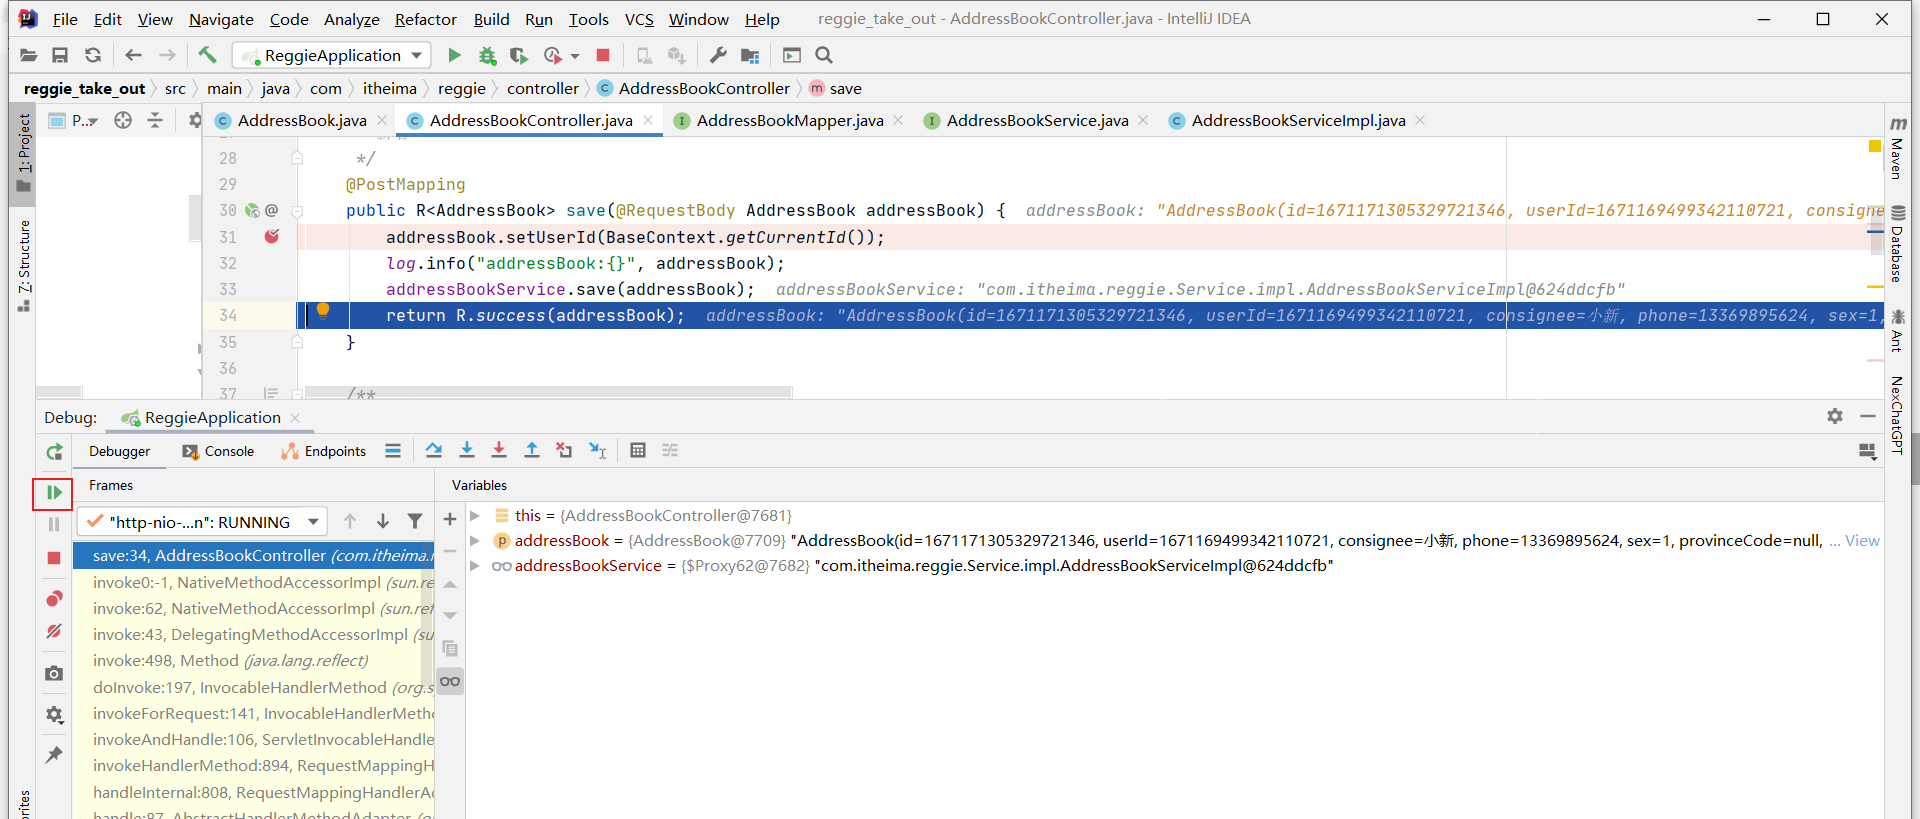 File Edit View Navigate Code Analyze Refactor Build Run Tools VCS Window Help reggie_take_out - AddressBookController.java - IntelliJ IDEA
ReggieApplication
reggie_take_out src main java com itheima reggie controller AddressBookController save
P... AddressBook.java AddressBookController.java AddressBookMapper.java AddressBookService.java AddressBookServiceImpl.java
1: Project
Z: Structure
Maven
Database
Ant
NexChatGPT
28 */
29 @PostMapping
30 public R<AddressBook> save(@RequestBody AddressBook addressBook) { addressBook: "AddressBook(id=1671171305329721346, userId=1671169499342110721, consigne
31 addressBook.setUserId(BaseContext.getCurrentId());
32 log.info("addressBook:{}", addressBook);
33 addressBookService.save(addressBook); addressBookService: "com.itheima.reggie.Service.impl.AddressBookServiceImpl@624ddcfb"
34 return R.success(addressBook); addressBook: "AddressBook(id=1671171305329721346, userId=1671169499342110721, consignee=小新, phone=13369895624, sex=1,
35 }
36
37 /**
Debug: ReggieApplication
Debugger Console Endpoints
Frames
Variables
"http-nio-...n": RUNNING
save:34, AddressBookController (com.itheima.r
invoke0:-1, NativeMethodAccessorImpl (sun.re
invoke:62, NativeMethodAccessorImpl (sun.ref
invoke:43, DelegatingMethodAccessorImpl (su
invoke:498, Method (java.lang.reflect)
doInvoke:197, InvocableHandlerMethod (org.s
invokeForRequest:141, InvocableHandlerMetho
invokeAndHandle:106, ServletInvocableHandle
invokeHandlerMethod:894, RequestMappingH
handleInternal:808, RequestMappingHandlerAd
handle:87, AbstractHandlerMethodAdapter (o
this = {AddressBookController@7681}
addressBook = {AddressBook@7709} "AddressBook(id=1671171305329721346, userId=1671169499342110721, consignee=小新, phone=13369895624, sex=1, provinceCode=null, ... View
addressBookService = {$Proxy62@7682} "com.itheima.reggie.Service.impl.AddressBookServiceImpl@624ddcfb"